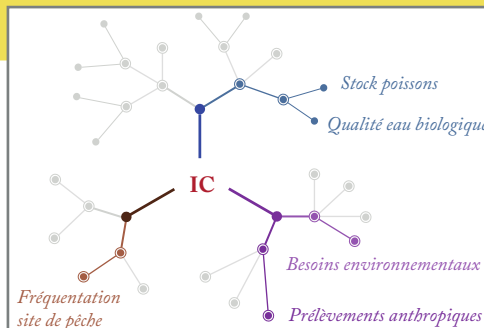 Stock poissons
Qualité eau biologique
IC
Besoins environnementaux
Fréquentation
site de pêche
Prélèvements anthropiques